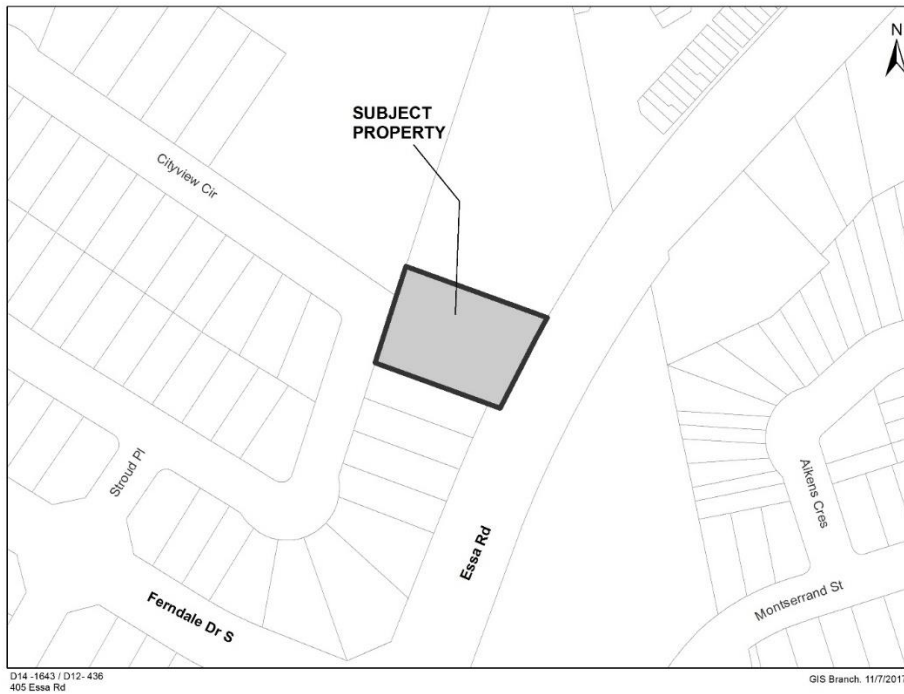 N
SUBJECT
PROPERTY
Cityview Cir
Stroud Pl
Essa Rd
Aikens Cres
Ferndale Dr S
Montserrand St
D14 -1643 / D12- 436
405 Essa Rd
GIS Branch. 11/7/2017